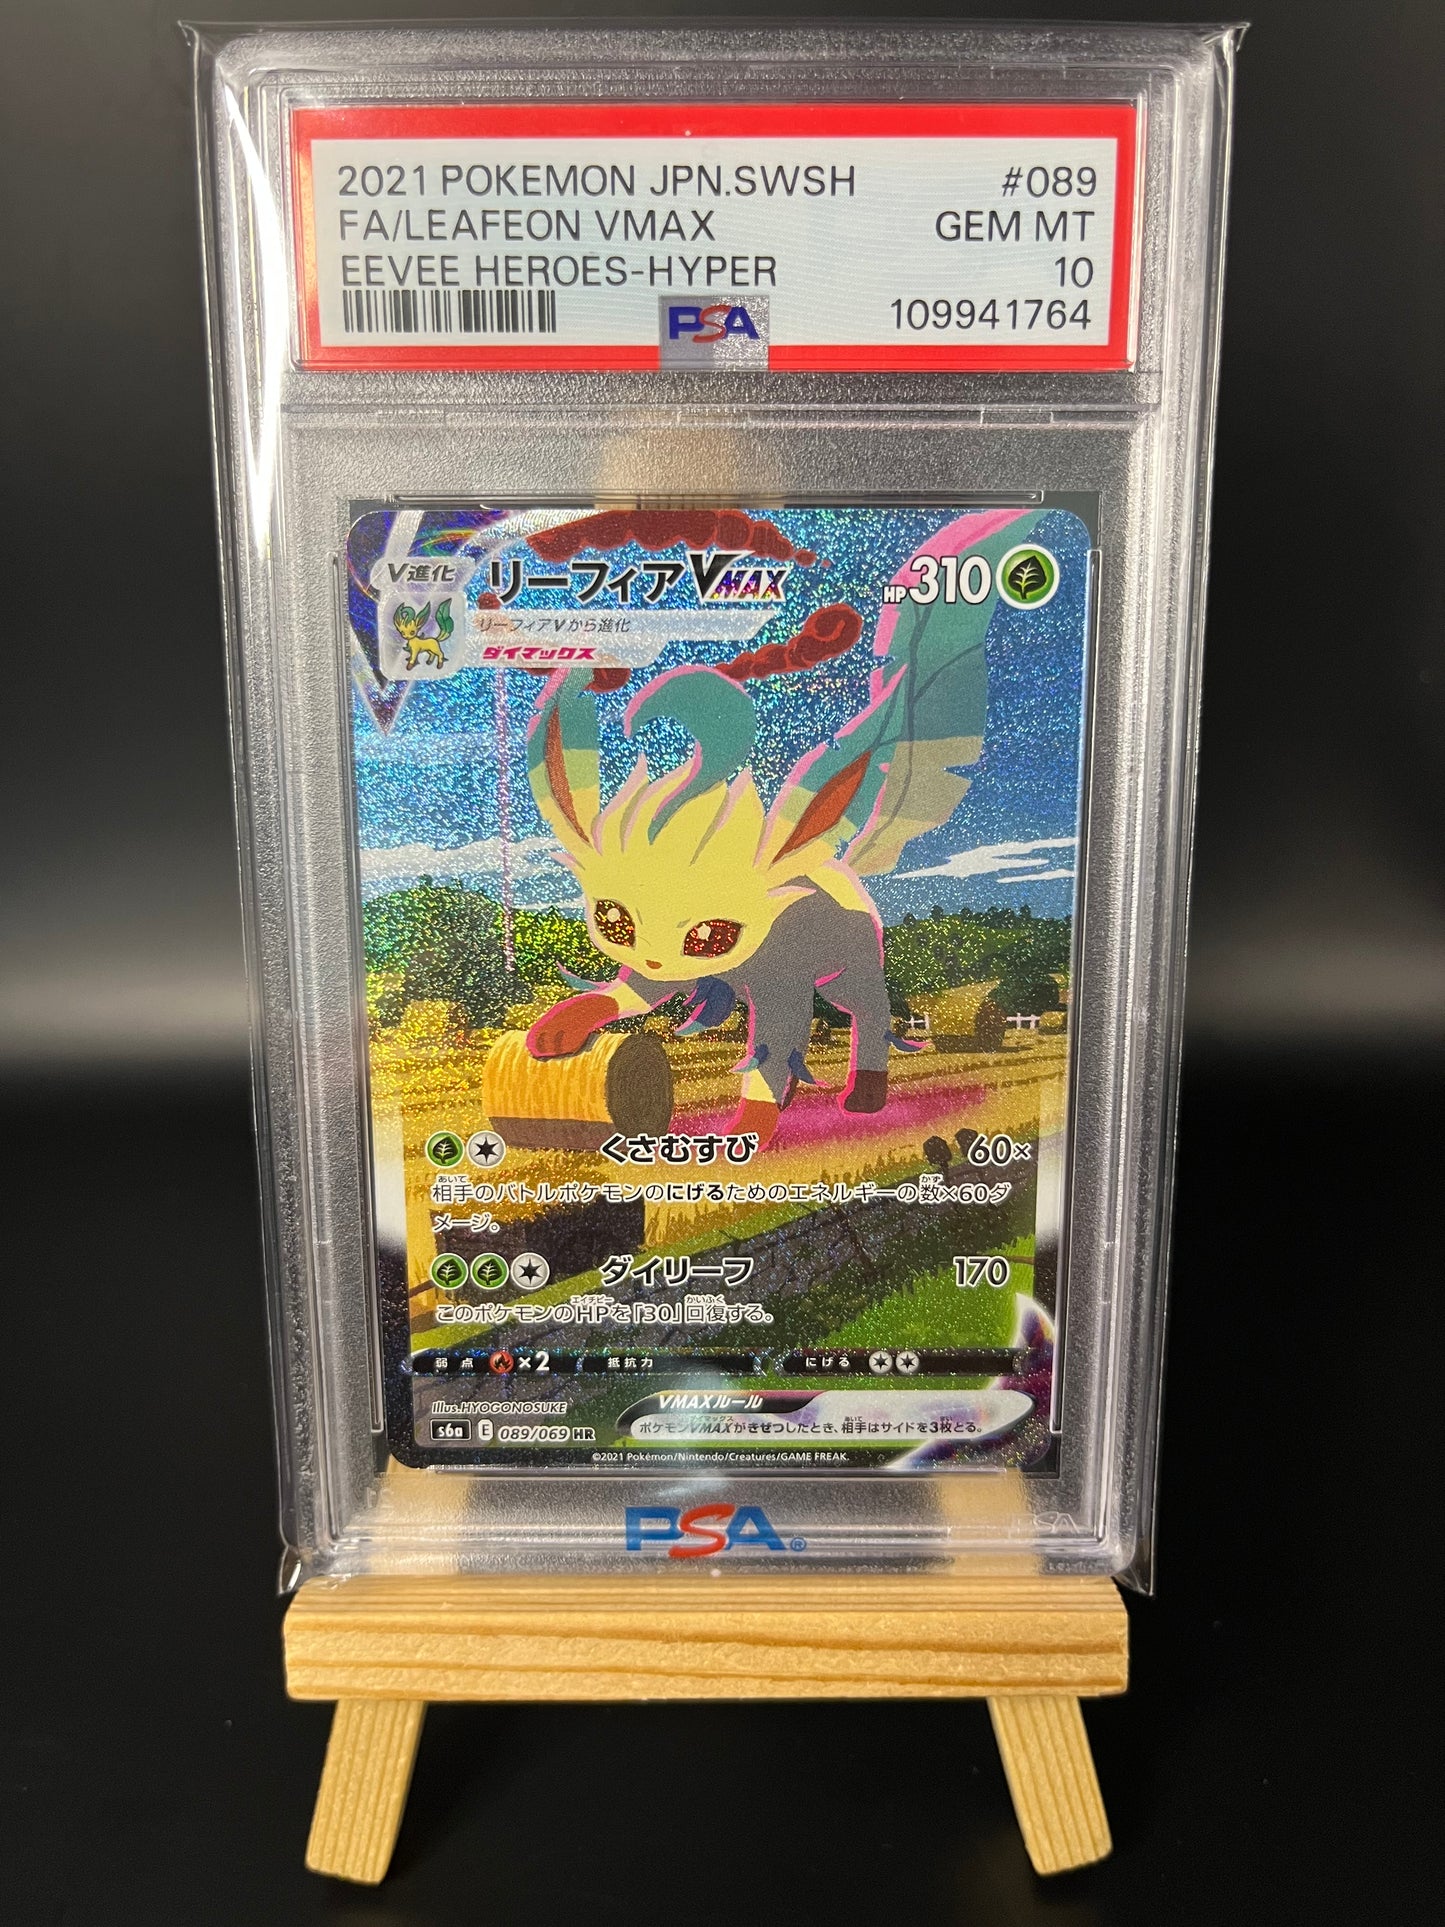 2021 POKEMON JPN.SWSH #089
FA/LEAFEON VMAX GEM MT
EEVEE HEROES-HYPER 10
PSA 109941764
V進化 リーフィアVMAX HP310
リーフィアVから進化
ダイマックス
くさむすび 60×
相手のバトルポケモンのにげるためのエネルギーの数×60ダ
メージ。
ダイリーフ 170
このポケモンのHPを「30」回復する。
弱点 ×2 抵抗力 にげる
Illus.HYOGONOSUKE VMAXルール
s6a E 089/069 HR ポケモンVMAXがきぜつしたとき、相手はサイドを3枚とる。
©2021 Pokémon/Nintendo/Creatures/GAME FREAK.
PSA®